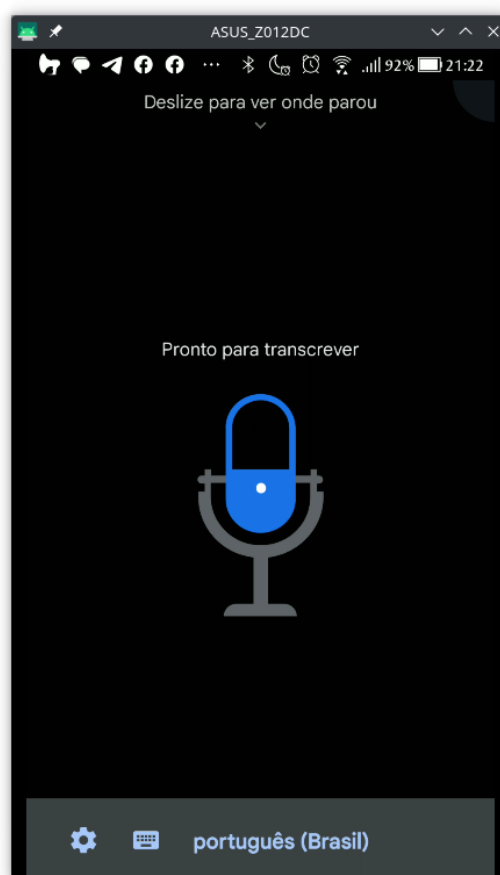 ASUS_Z012DC
92% 21:22
Deslize para ver onde parou
Pronto para transcrever
português (Brasil)